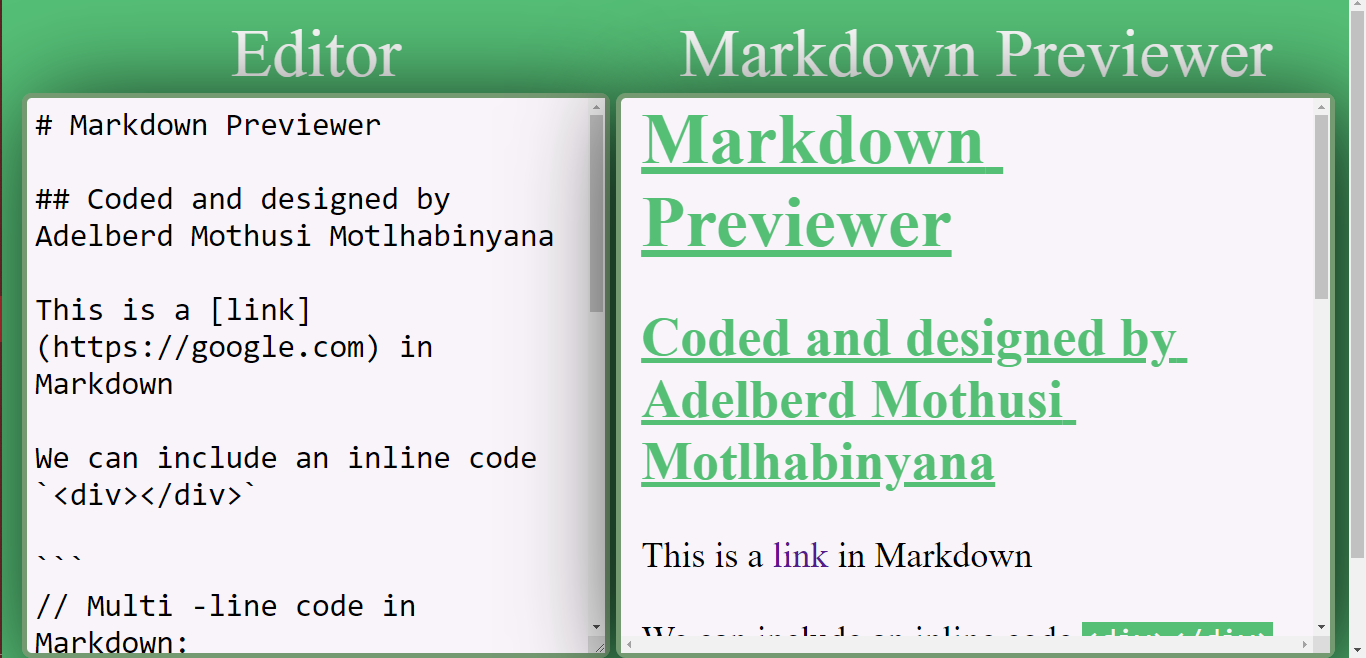 Editor
# Markdown Previewer
## Coded and designed by
Adelberd Mothusi Motlhabinyana
This is a [link]
(https://google.com) in
Markdown
We can include an inline code
`<div></div>`
```
// Multi -line code in
Markdown:
Markdown Previewer
Markdown
Previewer
Coded and designed by
Adelberd Mothusi
Motlhabinyana
This is a link in Markdown
We can include an inline code <div></div>